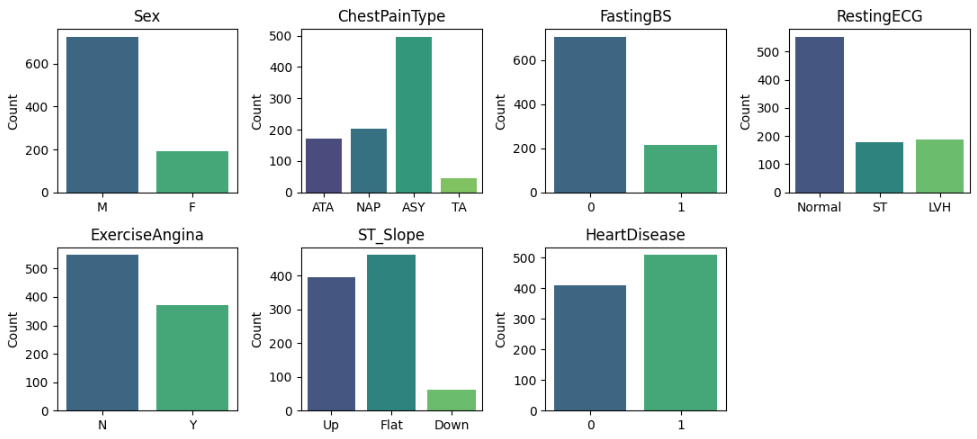 Sex
Count
600
400
200
0
M F
ChestPainType
Count
500
400
300
200
100
0
ATA NAP ASY TA
FastingBS
Count
600
400
200
0
0 1
RestingECG
Count
500
400
300
200
100
0
Normal ST LVH
ExerciseAngina
Count
500
400
300
200
100
0
N Y
ST_Slope
Count
400
300
200
100
0
Up Flat Down
HeartDisease
Count
500
400
300
200
100
0
0 1